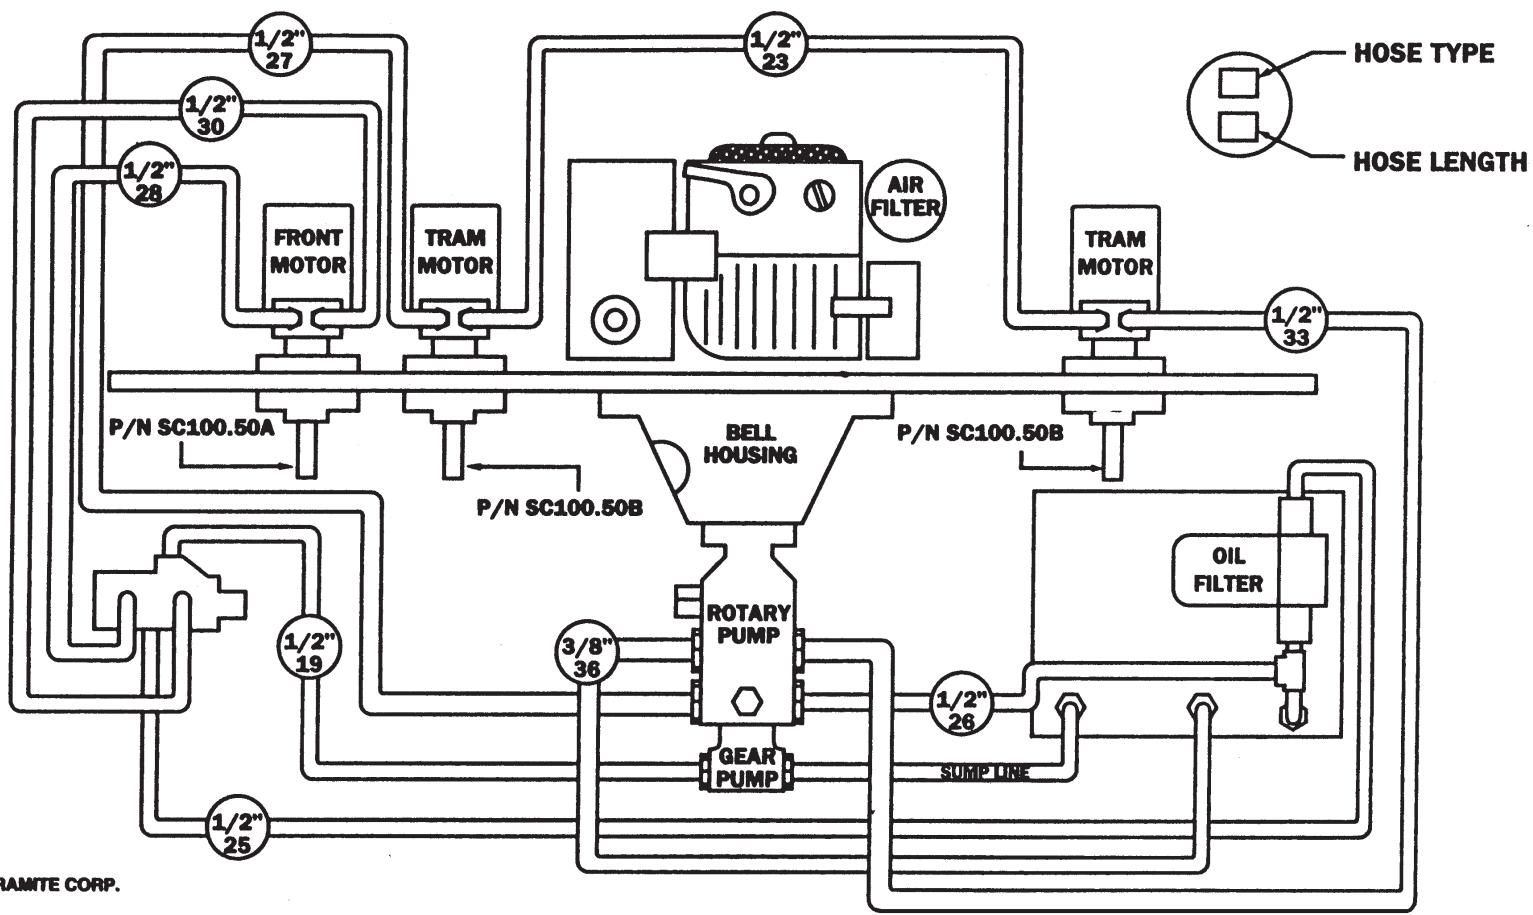 1/2"
27
1/2"
23
HOSE TYPE
1/2"
30
HOSE LENGTH
1/2"
28
AIR
FILTER
FRONT
MOTOR
TRAM
MOTOR
TRAM
MOTOR
1/2"
33
P/N SC100.50A
BELL
HOUSING
P/N SC100.50B
P/N SC100.50B
OIL
FILTER
ROTARY
PUMP
1/2"
19
3/8"
36
1/2"
26
GEAR
PUMP
SUMP LINE
1/2"
25
RAMITE CORP.